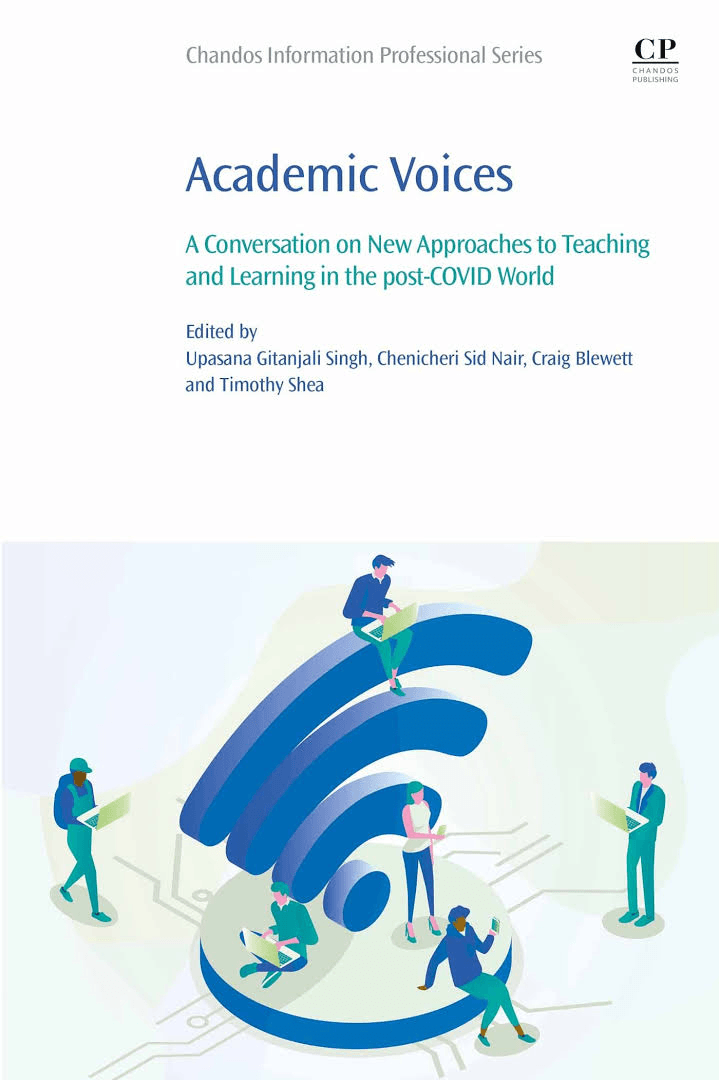 Chandos Information Professional Series
CP
CHANDOS
PUBLISHING
Academic Voices
A Conversation on New Approaches to Teaching
and Learning in the post-COVID World
Edited by
Upasana Gitanjali Singh, Chenicheri Sid Nair, Craig Blewett
and Timothy Shea